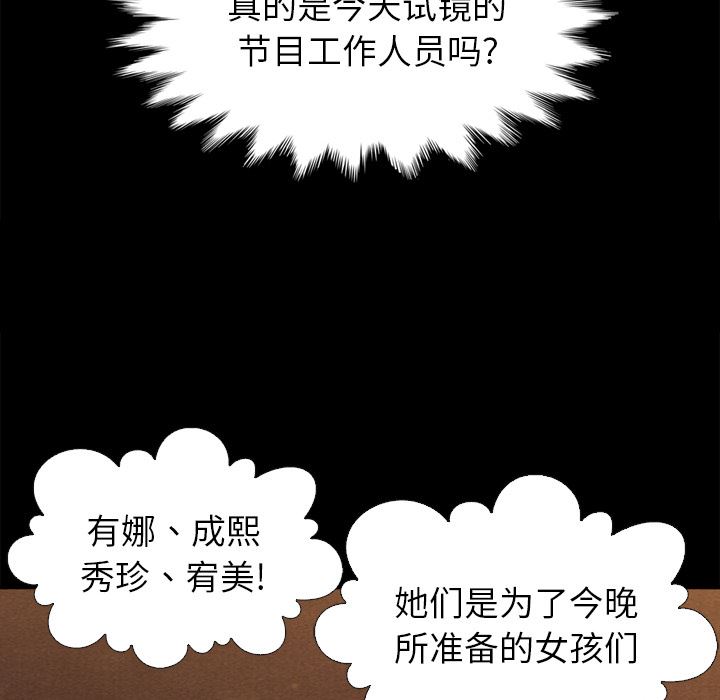 真的是今天试镜的
节目工作人员吗?
有娜、成熙
秀珍、宥美!
她们是为了今晚
所准备的女孩们